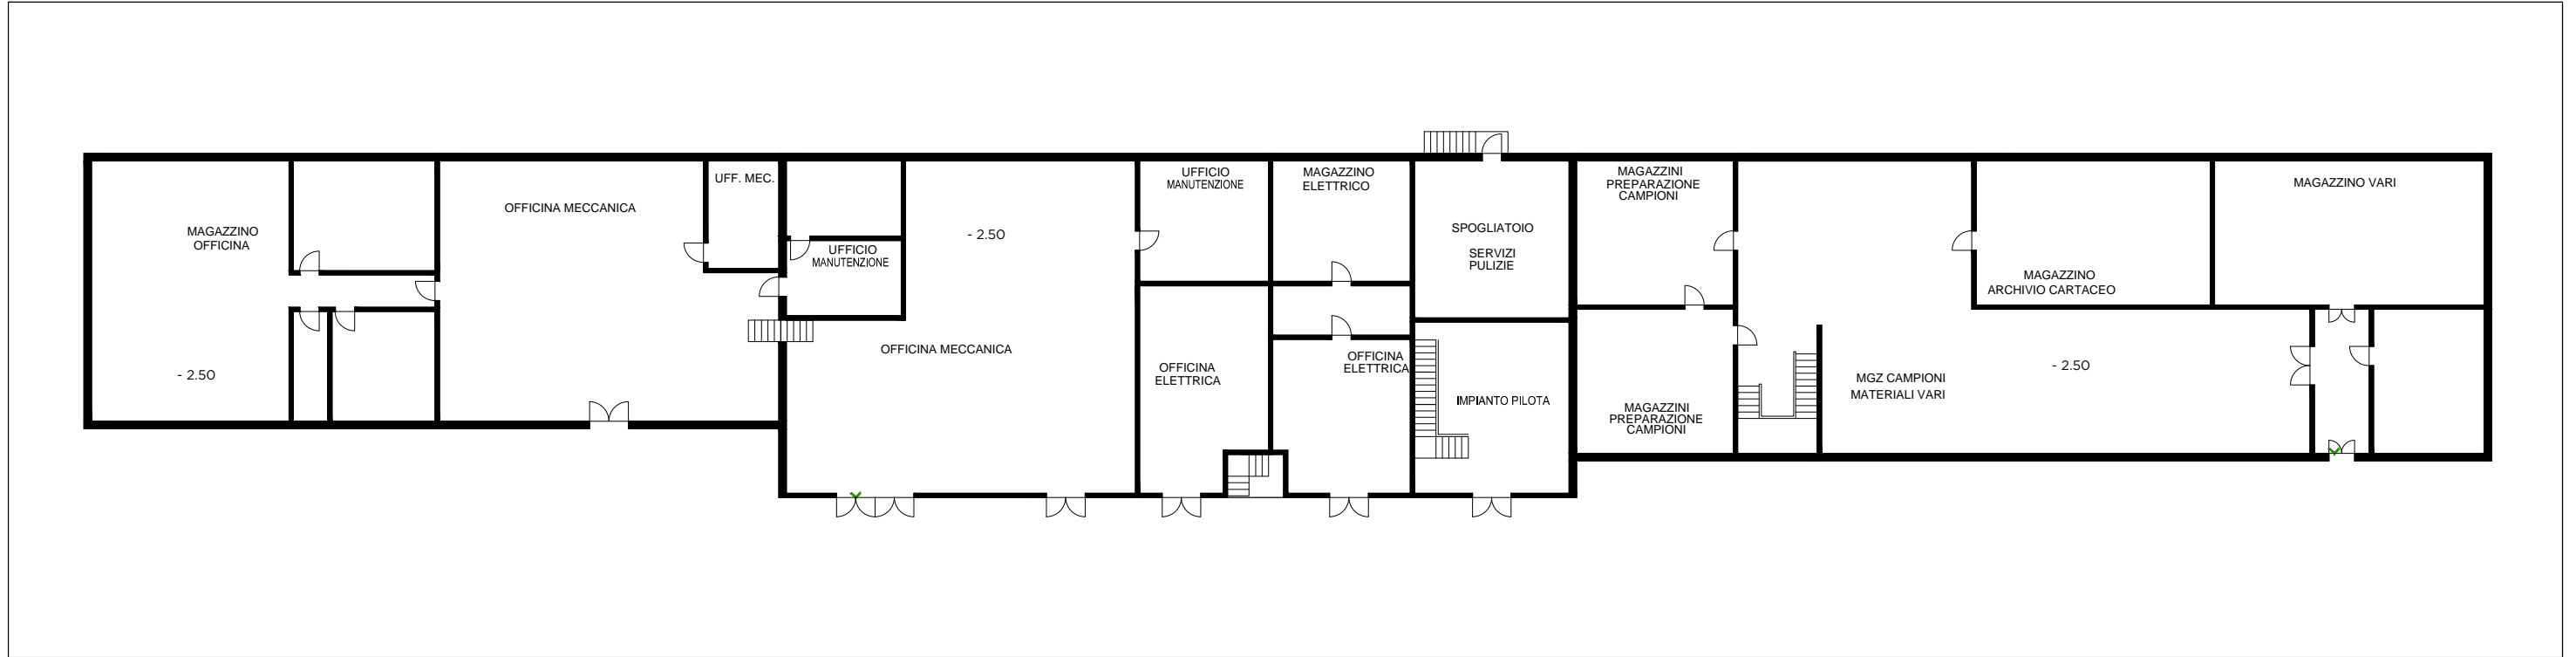 MAGAZZINO
OFFICINA
- 2.50
OFFICINA MECCANICA
UFF. MEC.
UFFICIO
MANUTENZIONE
- 2.50
OFFICINA MECCANICA
UFFICIO
MANUTENZIONE
MAGAZZINO
ELETTRICO
OFFICINA
ELETTRICA
OFFICINA
ELETTRICA
SPOGLIATOIO
SERVIZI
PULIZIE
IMPIANTO PILOTA
MAGAZZINI
PREPARAZIONE
CAMPIONI
MAGAZZINI
PREPARAZIONE
CAMPIONI
MGZ CAMPIONI
MATERIALI VARI
- 2.50
MAGAZZINO
ARCHIVIO CARTACEO
MAGAZZINO VARI